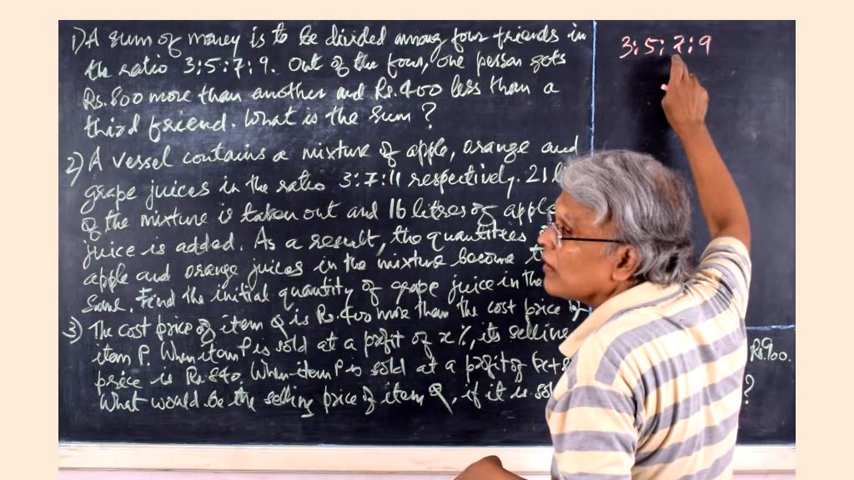 1) A sum of money is to be divided among four friends in
the ratio 3:5:7:9. Out of the four, one person gets
Rs.800 more than another and Rs.400 less than a
third friend. What is the sum?
2) A vessel contains a mixture of apple, orange and
grape juices in the ratio 3:7:11 respectively. 21
of the mixture is taken out and 16 litres of apple
juice is added. As a result, the quantities
apple and orange juices in the mixture become
same. Find the initial quantity of grape juice in the
3) The cost price of item Q is Rs.400 more than the cost price
item P. When item P is sold at a profit of x%, its selling
price is Rs.840. When item P is sold at a profit of
What would be the selling price of item Q, if it is
3:5:7:9
Rs.900.
?